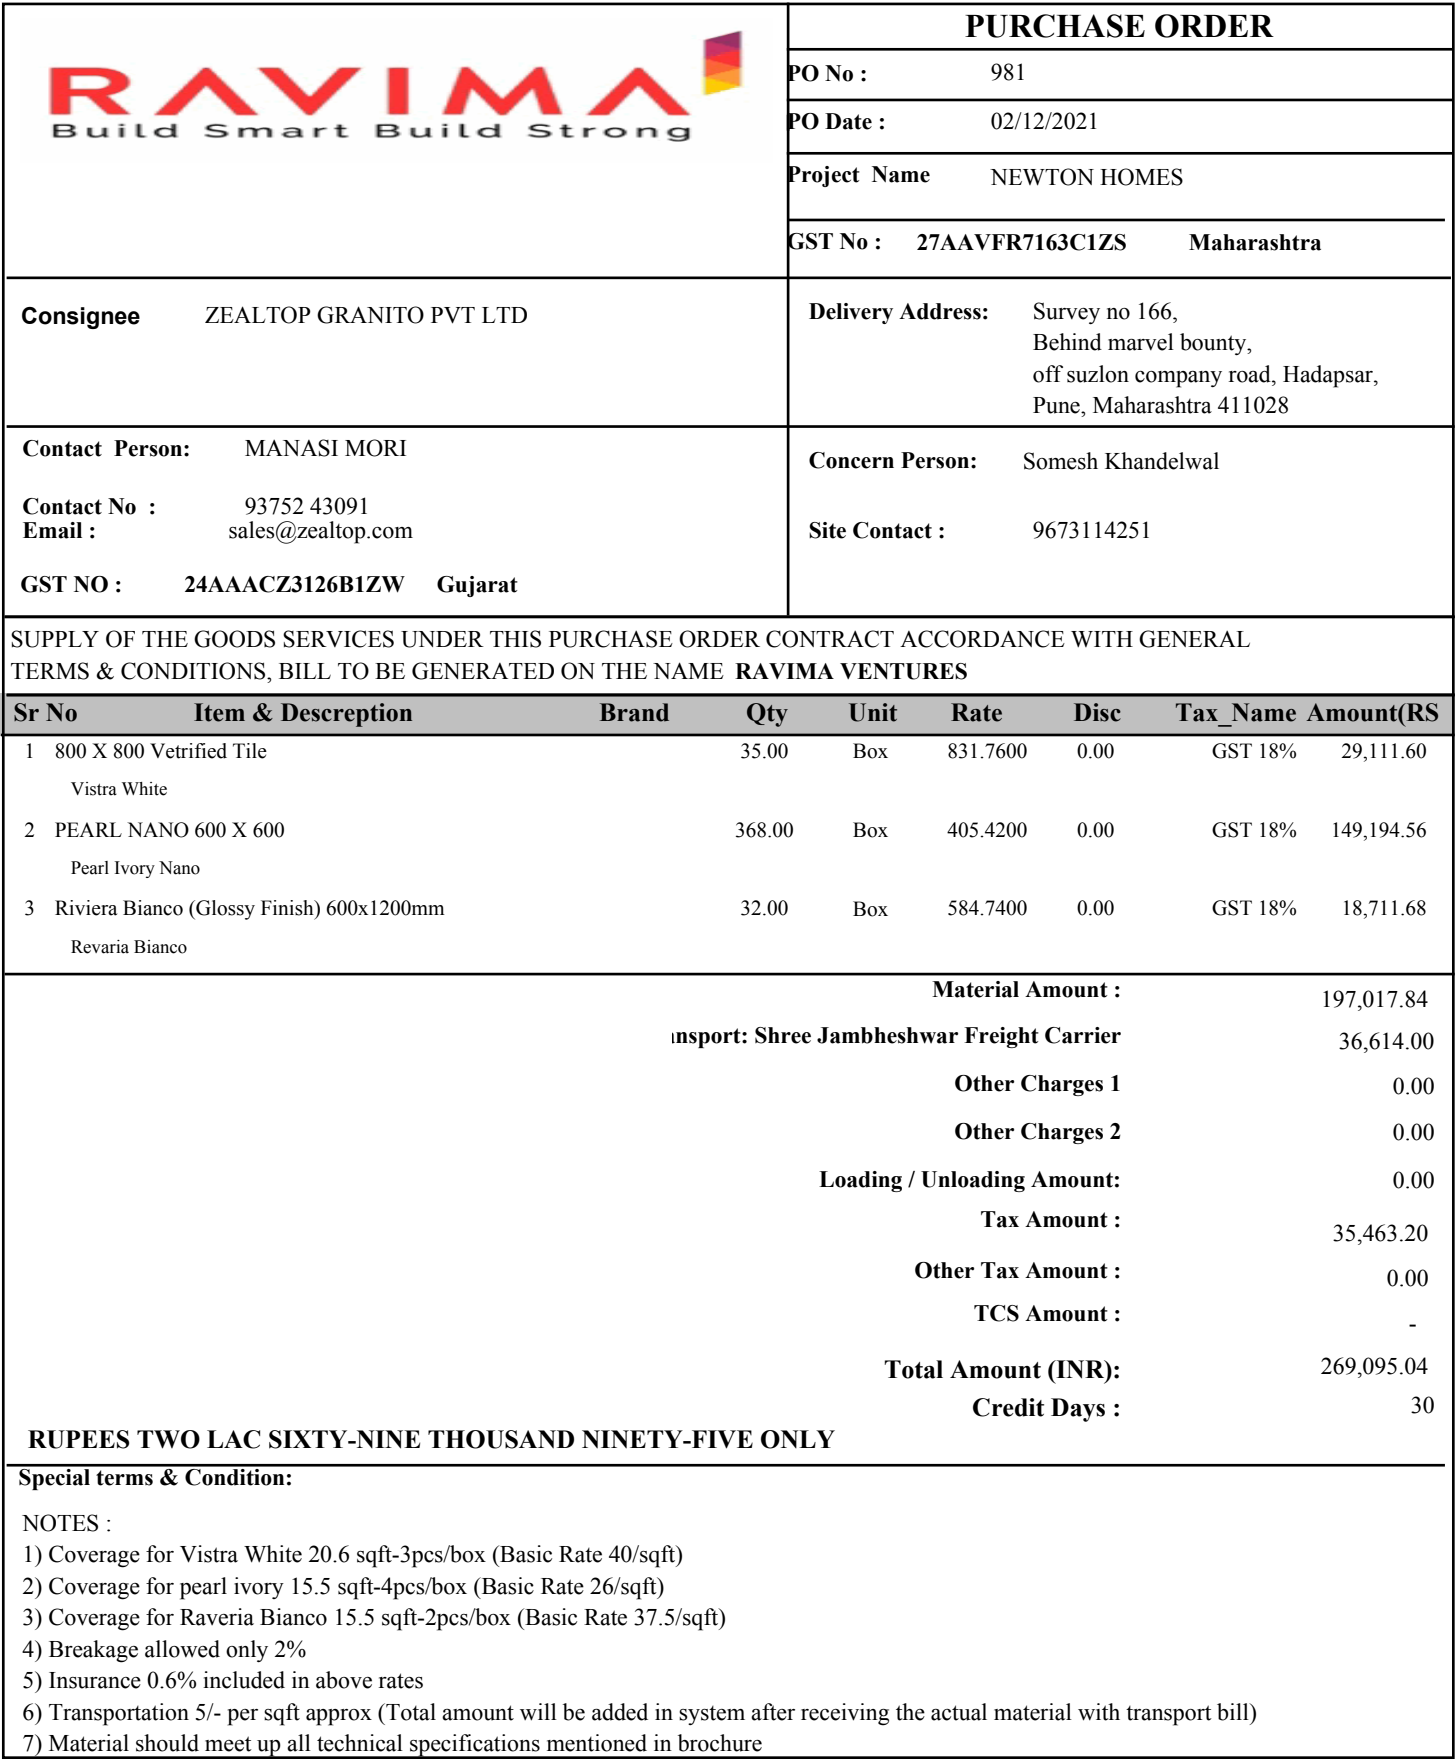 RAVIMA
Build Smart Build Strong
PURCHASE ORDER
PO No : 981
PO Date : 02/12/2021
Project Name NEWTON HOMES
GST No : 27AAVFR7163C1ZS Maharashtra
Consignee ZEALTOP GRANITO PVT LTD
Delivery Address: Survey no 166,
Behind marvel bounty,
off suzlon company road, Hadapsar,
Pune, Maharashtra 411028
Contact Person: MANASI MORI
Contact No : 93752 43091
Email : sales@zealtop.com
GST NO : 24AAACZ3126B1ZW Gujarat
Concern Person: Somesh Khandelwal
Site Contact : 9673114251
SUPPLY OF THE GOODS SERVICES UNDER THIS PURCHASE ORDER CONTRACT ACCORDANCE WITH GENERAL
TERMS & CONDITIONS, BILL TO BE GENERATED ON THE NAME RAVIMA VENTURES
Sr No Item & Descreption Brand Qty Unit Rate Disc Tax_Name Amount(RS
1 800 X 800 Vetrified Tile 35.00 Box 831.7600 0.00 GST 18% 29,111.60
Vistra White
2 PEARL NANO 600 X 600 368.00 Box 405.4200 0.00 GST 18% 149,194.56
Pearl Ivory Nano
3 Riviera Bianco (Glossy Finish) 600x1200mm 32.00 Box 584.7400 0.00 GST 18% 18,711.68
Revaria Bianco
Material Amount : 197,017.84
nsport: Shree Jambheshwar Freight Carrier 36,614.00
Other Charges 1 0.00
Other Charges 2 0.00
Loading / Unloading Amount: 0.00
Tax Amount : 35,463.20
Other Tax Amount : 0.00
TCS Amount : -
Total Amount (INR): 269,095.04
Credit Days : 30
RUPEES TWO LAC SIXTY-NINE THOUSAND NINETY-FIVE ONLY
Special terms & Condition:
NOTES :
1) Coverage for Vistra White 20.6 sqft-3pcs/box (Basic Rate 40/sqft)
2) Coverage for pearl ivory 15.5 sqft-4pcs/box (Basic Rate 26/sqft)
3) Coverage for Raveria Bianco 15.5 sqft-2pcs/box (Basic Rate 37.5/sqft)
4) Breakage allowed only 2%
5) Insurance 0.6% included in above rates
6) Transportation 5/- per sqft approx (Total amount will be added in system after receiving the actual material with transport bill)
7) Material should meet up all technical specifications mentioned in brochure